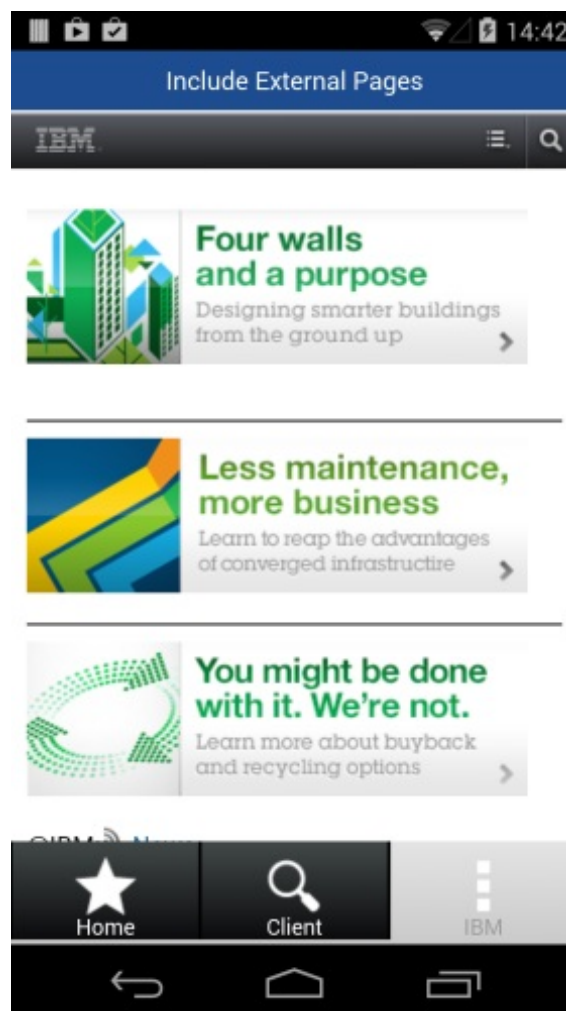 14:42
Include External Pages
IBM
Four walls
and a purpose
Designing smarter buildings
from the ground up
Less maintenance,
more business
Learn to reap the advantages
of converged infrastructire
You might be done
with it. We're not.
Learn more about buyback
and recycling options
Home
Client
IBM